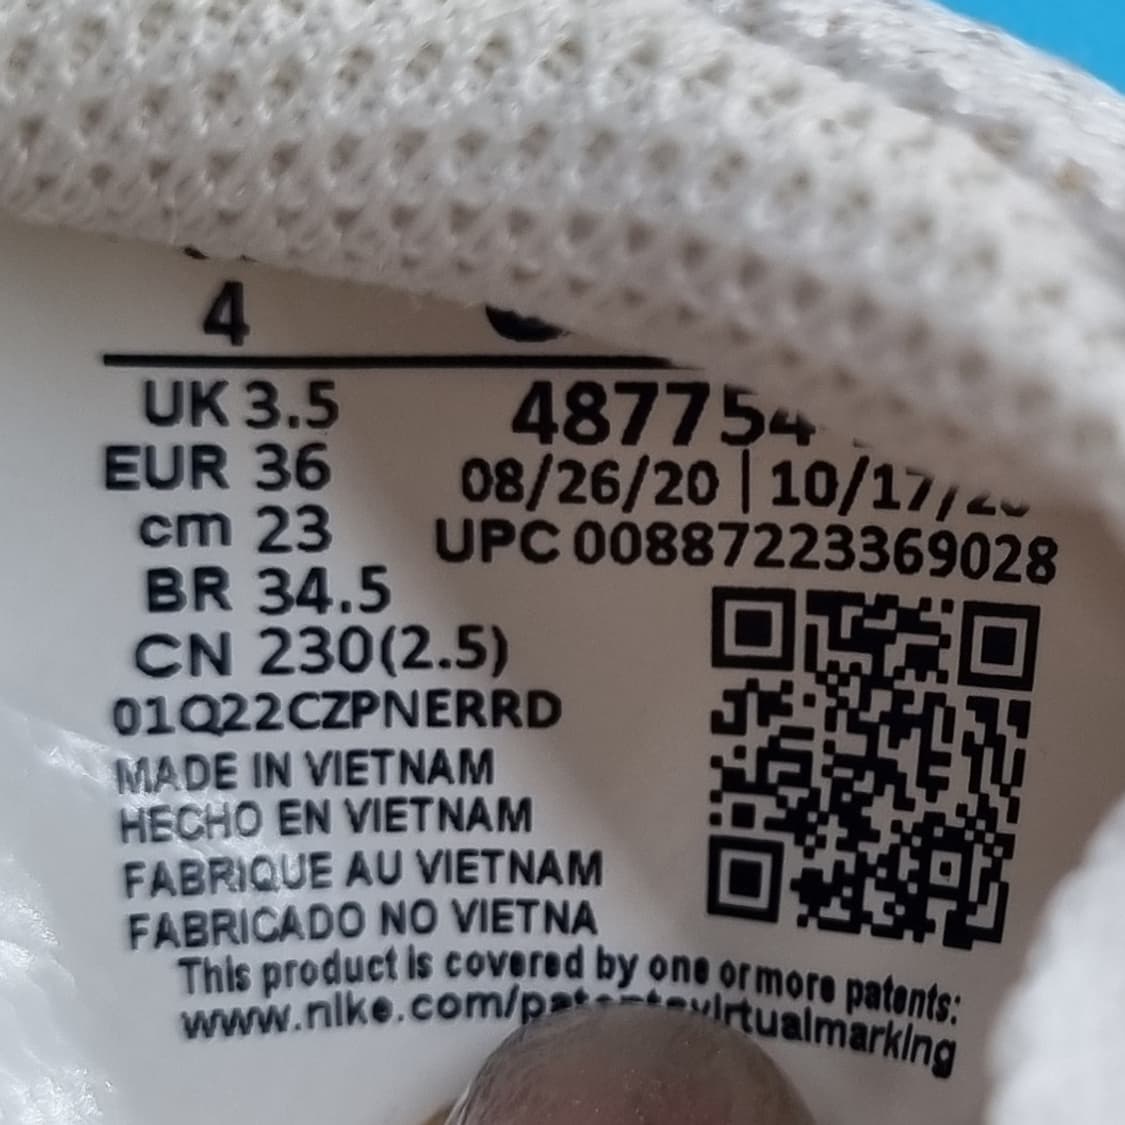 4
UK 3.5
487754
EUR 36
08/26/20 | 10/17/20
cm 23
UPC 00887223369028
BR 34.5
CN 230(2.5)
01Q22CZPNERRD
MADE IN VIETNAM
HECHO EN VIETNAM
FABRIQUE AU VIETNAM
FABRICADO NO VIETNA
This product is covered by one or more patents:
www.nike.com/patents/virtualmarking